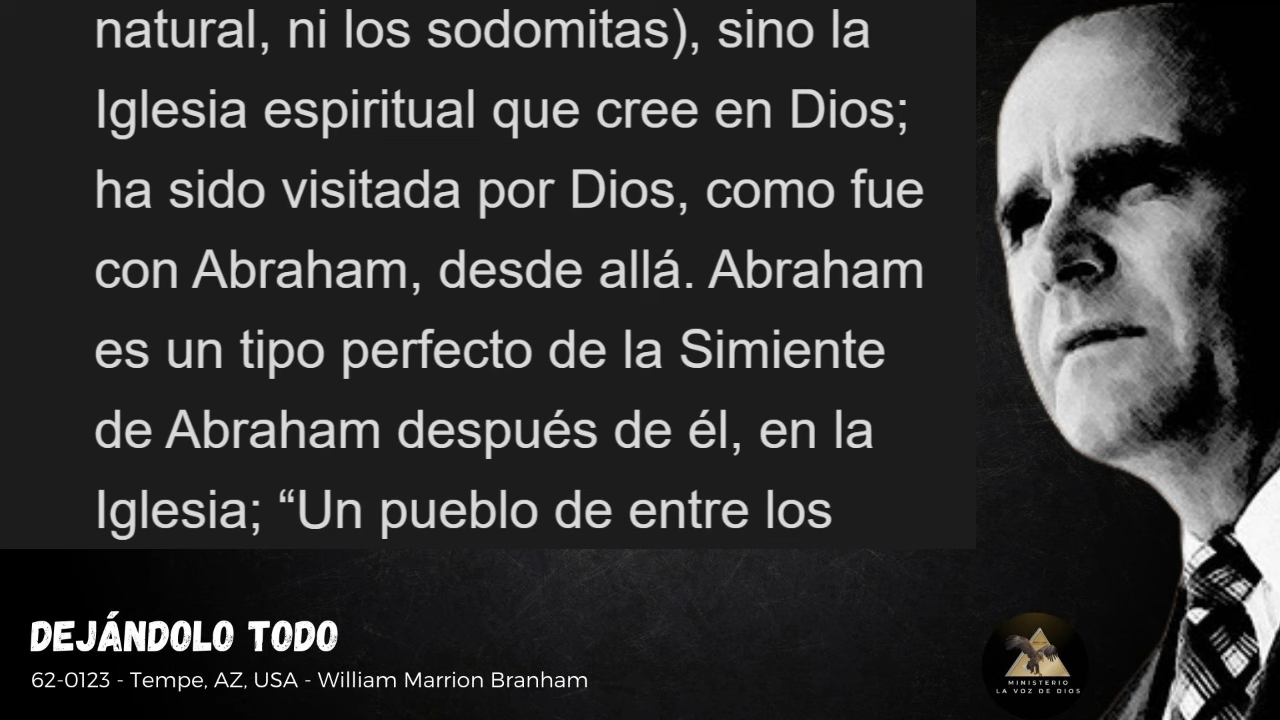 natural, ni los sodomitas), sino la
Iglesia espiritual que cree en Dios;
ha sido visitada por Dios, como fue
con Abraham, desde allá. Abraham
es un tipo perfecto de la Simiente
de Abraham después de él, en la
Iglesia; “Un pueblo de entre los
DEJÁNDOLO TODO
62-0123 - Tempe, AZ, USA - William Marrion Branham
MINISTERIO
LA VOZ DE DIOS